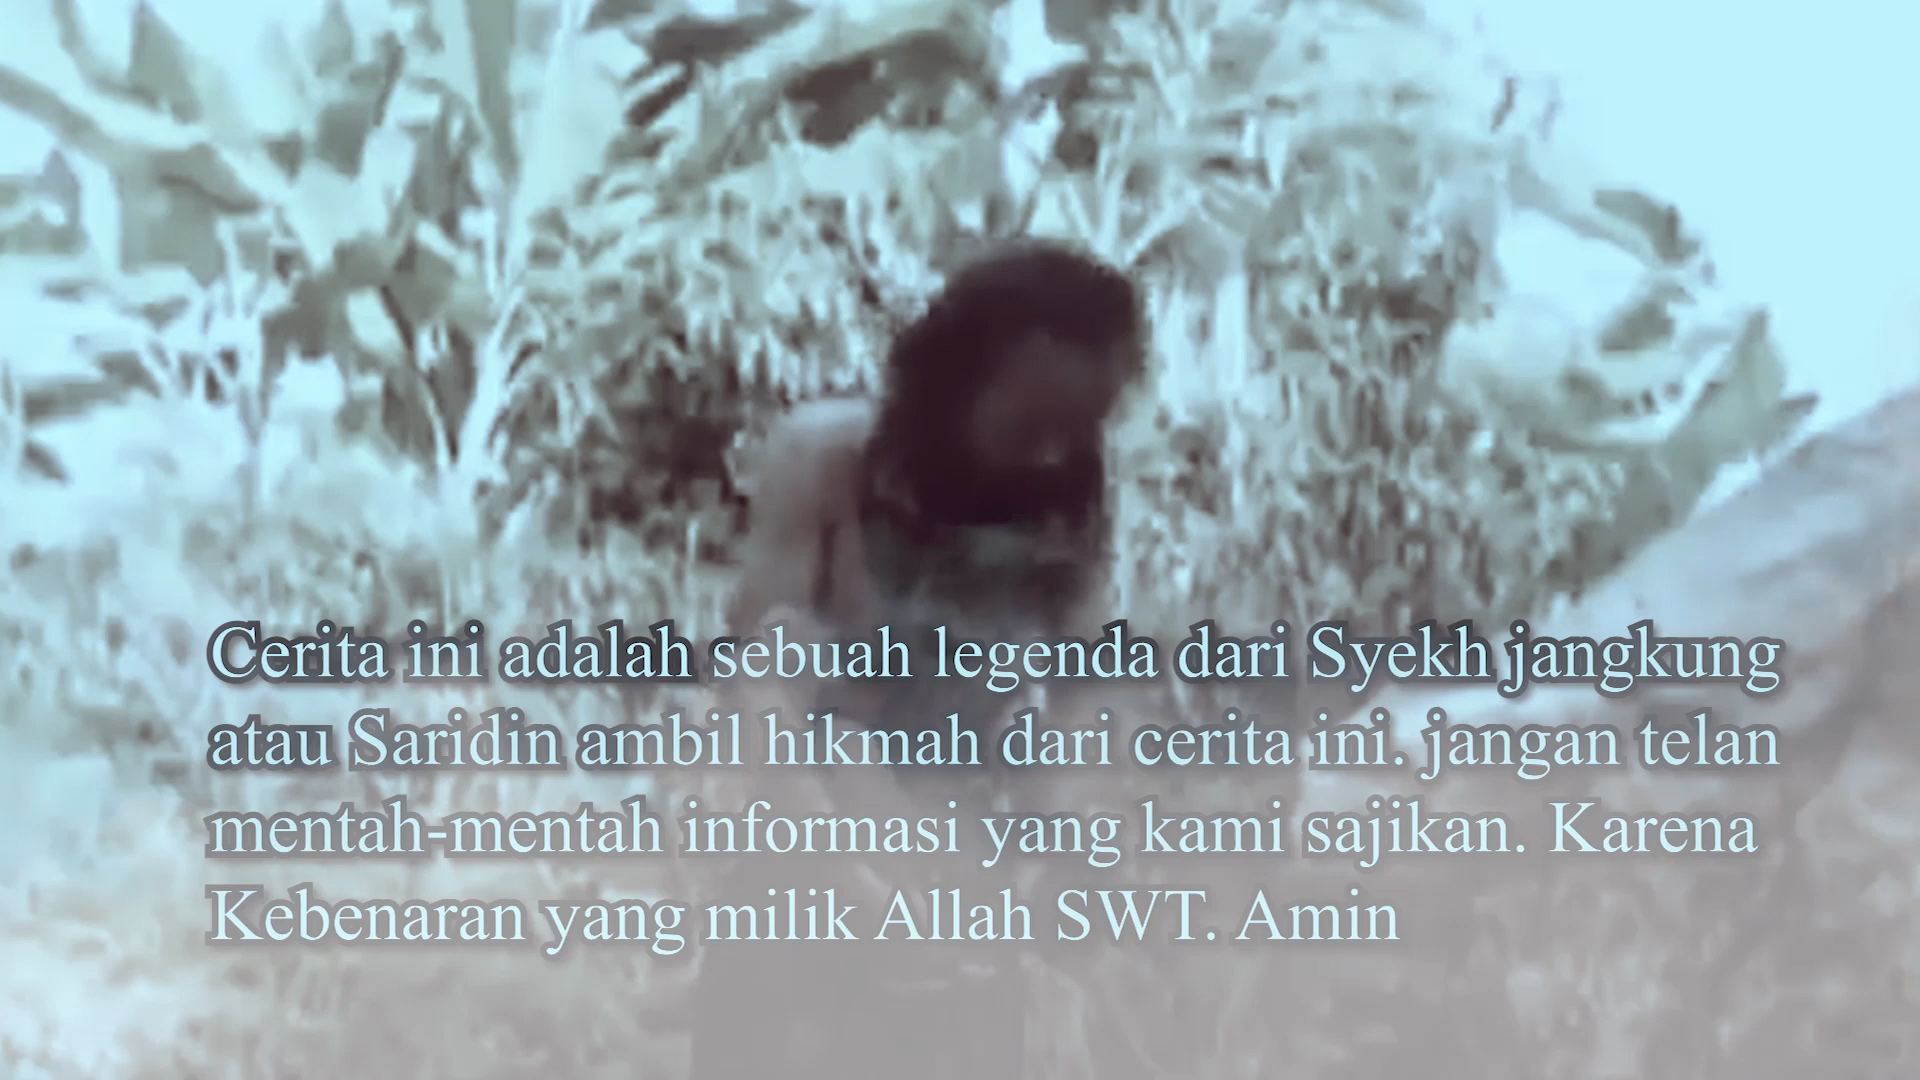 Cerita ini adalah sebuah legenda dari Syekh jangkung
atau Saridin ambil hikmah dari cerita ini. jangan telan
mentah-mentah informasi yang kami sajikan. Karena
Kebenaran yang milik Allah SWT. Amin